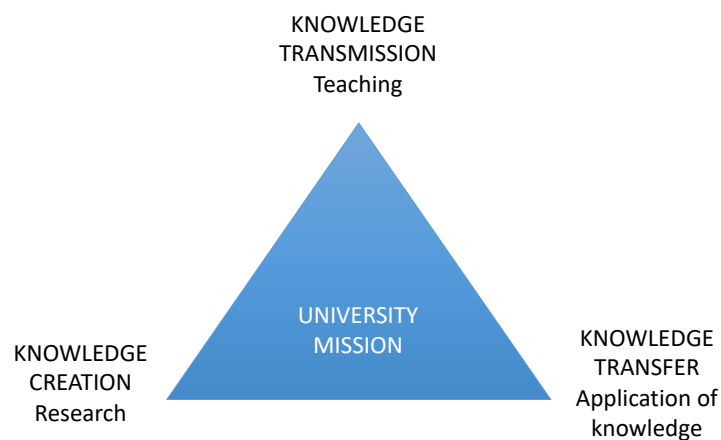 KNOWLEDGE
TRANSMISSION
Teaching
UNIVERSITY
MISSION
KNOWLEDGE
CREATION
Research
KNOWLEDGE
TRANSFER
Application of
knowledge